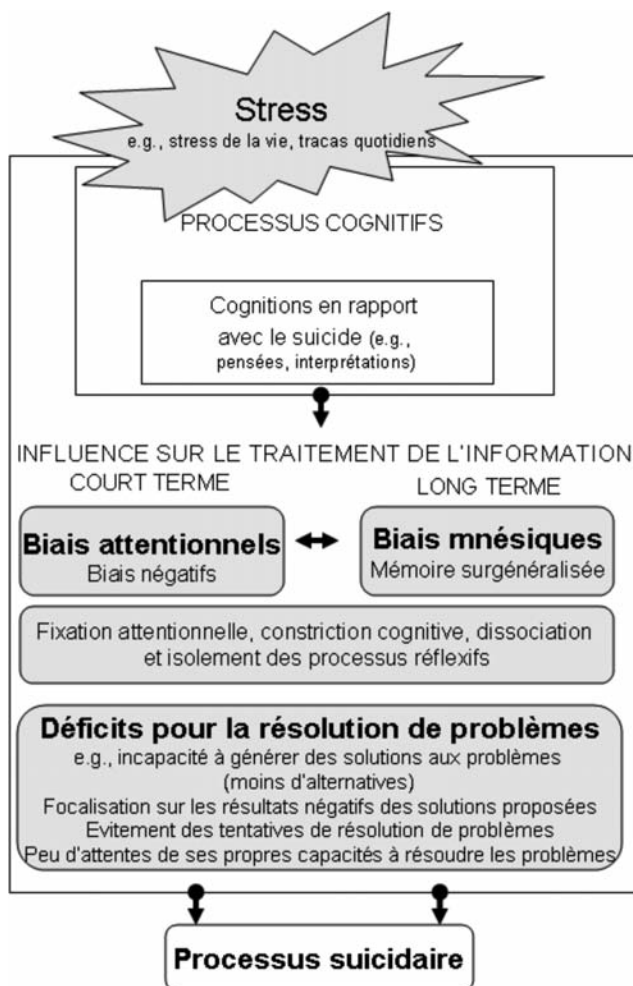 Stress
e.g., stress de la vie, tracas quotidiens
PROCESSUS COGNITIFS
Cognitions en rapport
avec le suicide (e.g.,
pensées, interprétations)
INFLUENCE SUR LE TRAITEMENT DE L'INFORMATION
COURT TERME
LONG TERME
Biais attentionnels
Biais négatifs
Biais mnésiques
Mémoire surgénéralisée
Fixation attentionnelle, constriction cognitive, dissociation
et isolement des processus réflexifs
Déficits pour la résolution de problèmes
e.g., incapacité à générer des solutions aux problèmes
(moins d'alternatives)
Focalisation sur les résultats négatifs des solutions proposées
Evitement des tentatives de résolution de problèmes
Peu d'attentes de ses propres capacités à résoudre les problèmes
Processus suicidaire